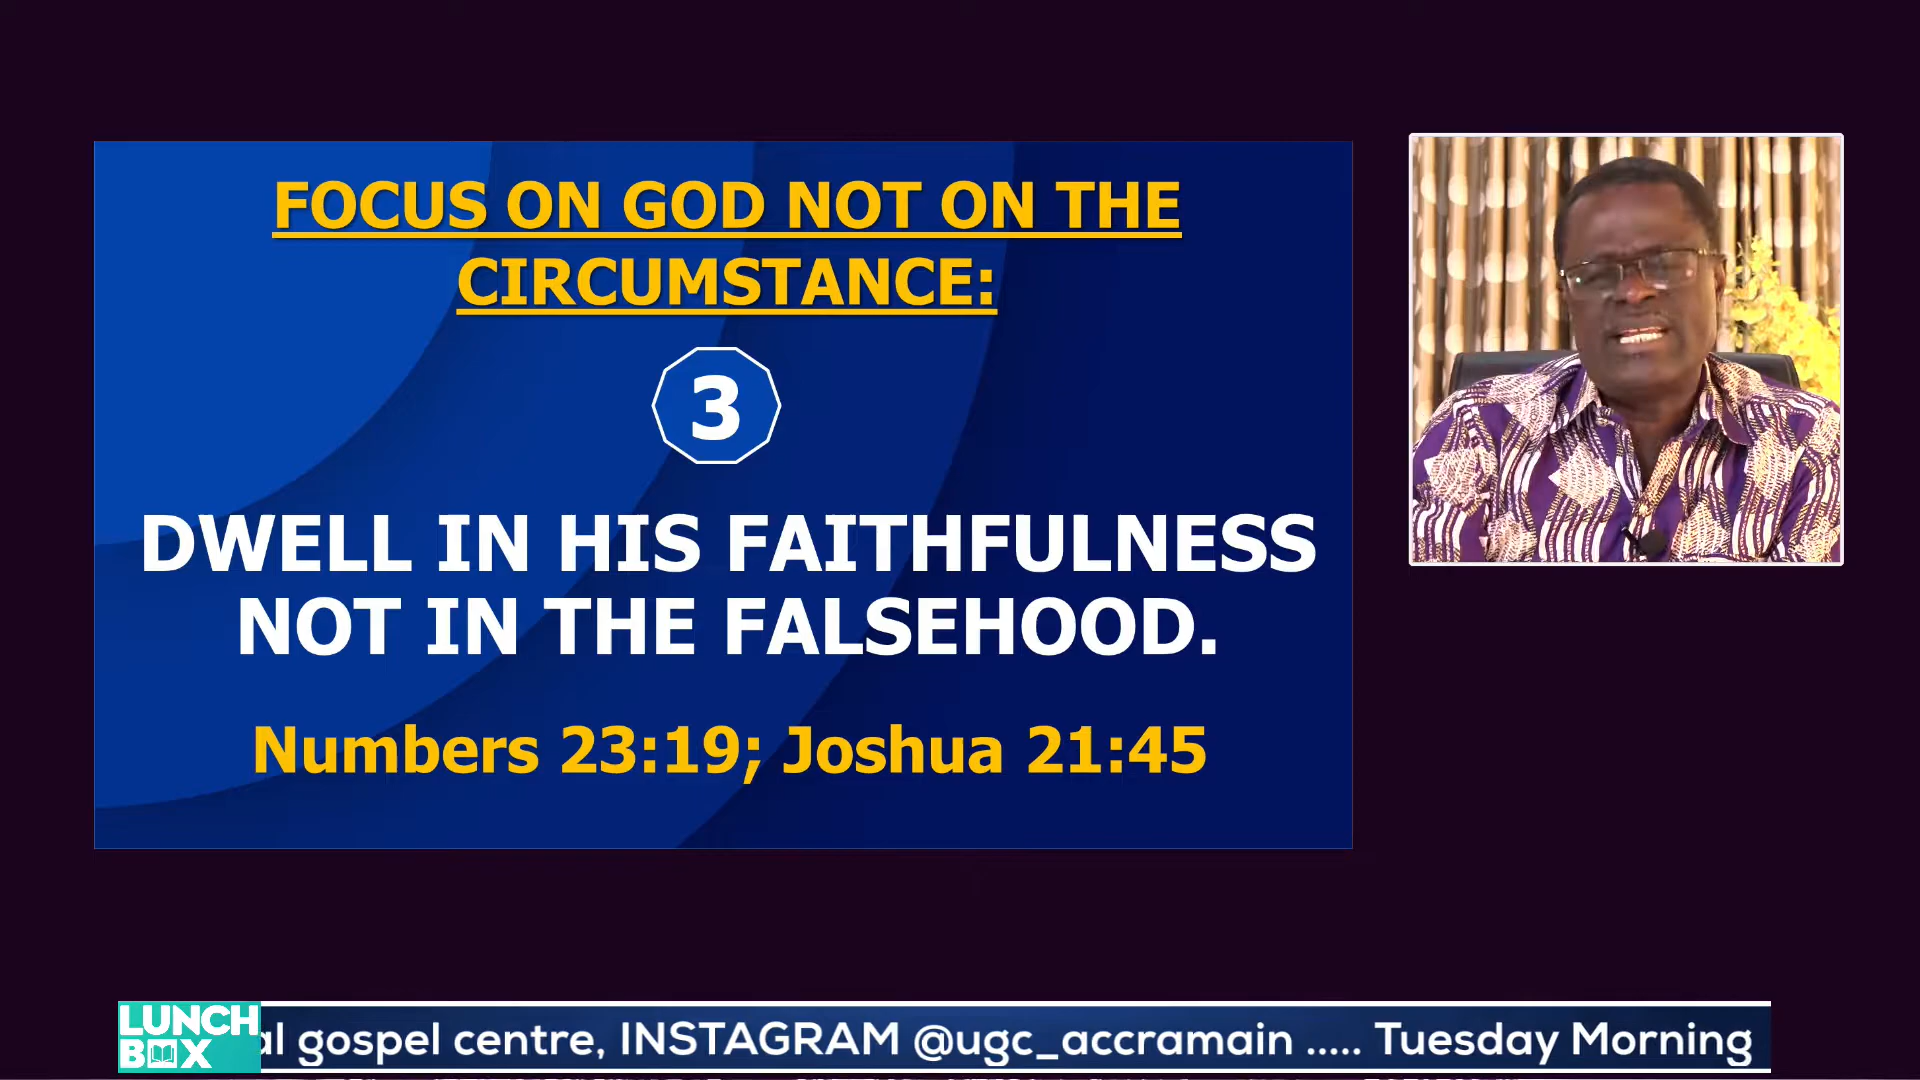 FOCUS ON GOD NOT ON THE
CIRCUMSTANCE:
3
DWELL IN HIS FAITHFULNESS
NOT IN THE FALSEHOOD.
Numbers 23:19; Joshua 21:45
LUNCH
BOX
al gospel centre, INSTAGRAM @ugc_accramain ..... Tuesday Morning